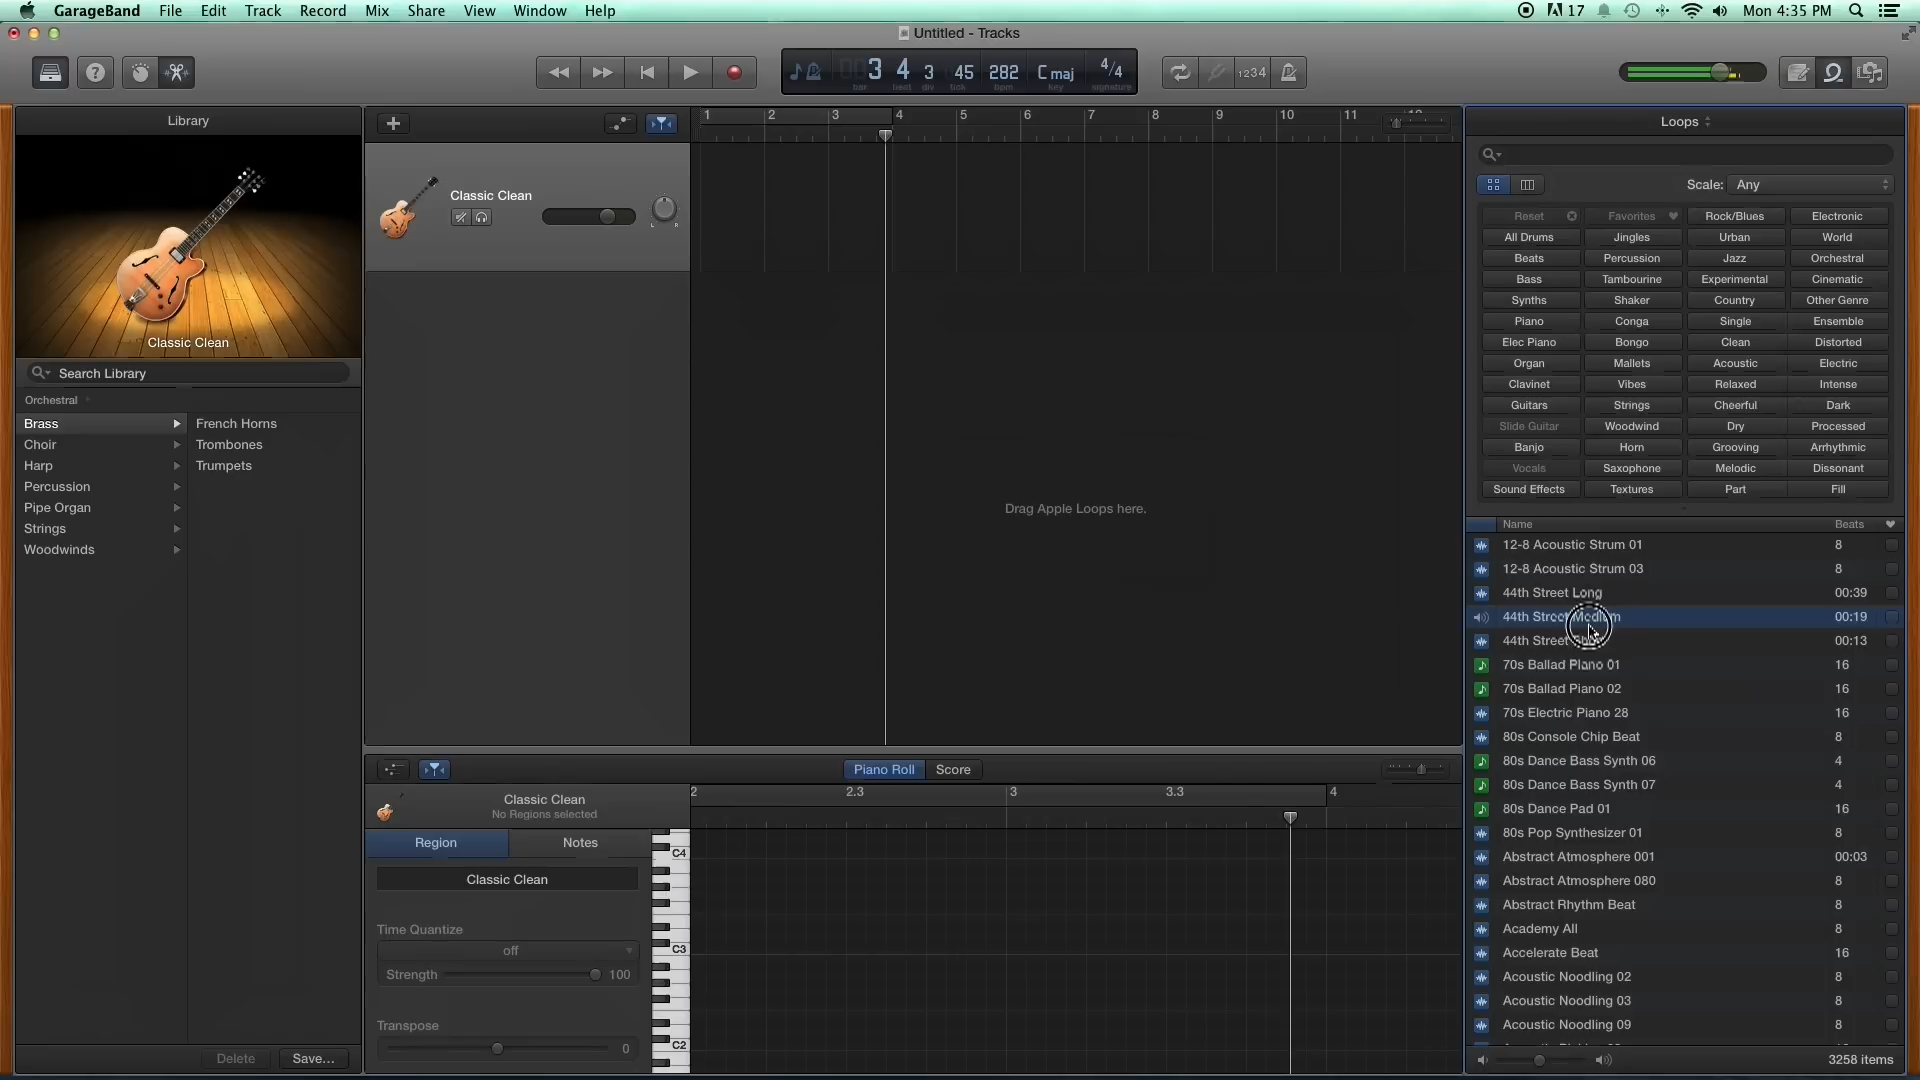 GarageBand File Edit Track Record Mix Share View Window Help
17 Mon 4:35 PM
Untitled - Tracks
3 4 3 45 282 C maj 4/4
bar beat div tick bpm key signature
1234
Library
Classic Clean
Search Library
Orchestral
Brass
Choir
Harp
Percussion
Pipe Organ
Strings
Woodwinds
French Horns
Trombones
Trumpets
Delete Save...
Classic Clean
L R
1 2 3 4 5 6 7 8 9 10 11
Drag Apple Loops here.
Piano Roll Score
Classic Clean
No Regions selected
Region Notes
Classic Clean
Time Quantize
off
Strength 100
Transpose
0
2 2.3 3 3.3 4
C4
C3
C2
Loops
Scale: Any
Reset Favorites Rock/Blues Electronic
All Drums Jingles Urban World
Beats Percussion Jazz Orchestral
Bass Tambourine Experimental Cinematic
Synths Shaker Country Other Genre
Piano Conga Single Ensemble
Elec Piano Bongo Clean Distorted
Organ Mallets Acoustic Electric
Clavinet Vibes Relaxed Intense
Guitars Strings Cheerful Dark
Slide Guitar Woodwind Dry Processed
Banjo Horn Grooving Arrhythmic
Vocals Saxophone Melodic Dissonant
Sound Effects Textures Part Fill
Name Beats
12-8 Acoustic Strum 01 8
12-8 Acoustic Strum 03 8
44th Street Long 00:39
44th Street Medium 00:19
44th Street 00:13
70s Ballad Piano 01 16
70s Ballad Piano 02 16
70s Electric Piano 28 16
80s Console Chip Beat 8
80s Dance Bass Synth 06 4
80s Dance Bass Synth 07 4
80s Dance Pad 01 16
80s Pop Synthesizer 01 8
Abstract Atmosphere 001 00:03
Abstract Atmosphere 080 8
Abstract Rhythm Beat 8
Academy All 8
Accelerate Beat 16
Acoustic Noodling 02 8
Acoustic Noodling 03 8
Acoustic Noodling 09 8
3258 items